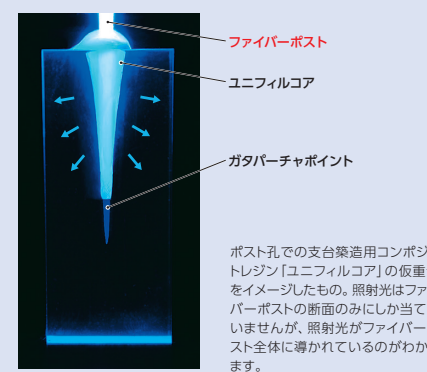 ファイバーポスト
ユニフィルコア
ガタパーチャポイント
ポスト孔での支台築造用コンポジ
トレジン「ユニフィルコア」の仮重
をイメージしたもの。照射光はファ
バーポストの断面のみにしか当て
いませんが、照射光がファイバー
スト全体に導かれているのがわか
ます。